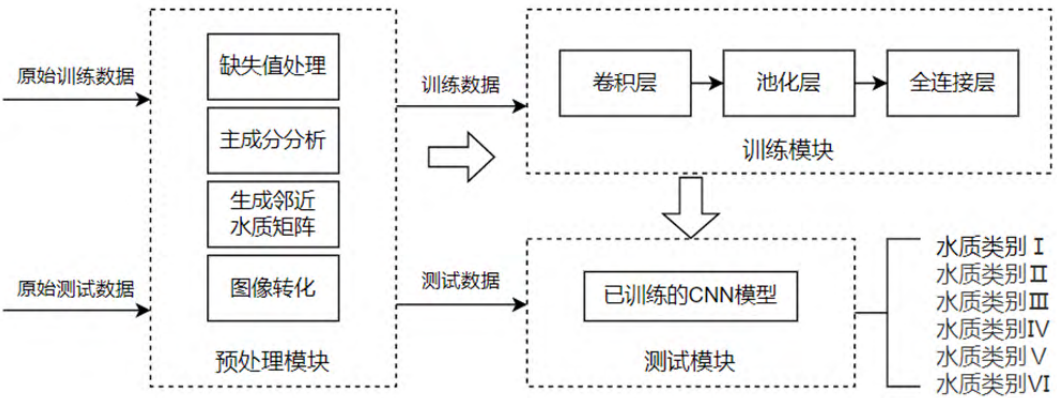 原始训练数据
缺失值处理
主成分分析
生成邻近
水质矩阵
图像转化
原始测试数据
预处理模块
训练数据
测试数据
卷积层
池化层
全连接层
训练模块
已训练的CNN模型
测试模块
水质类别Ⅰ
水质类别Ⅱ
水质类别Ⅲ
水质类别Ⅳ
水质类别Ⅴ
水质类别Ⅵ